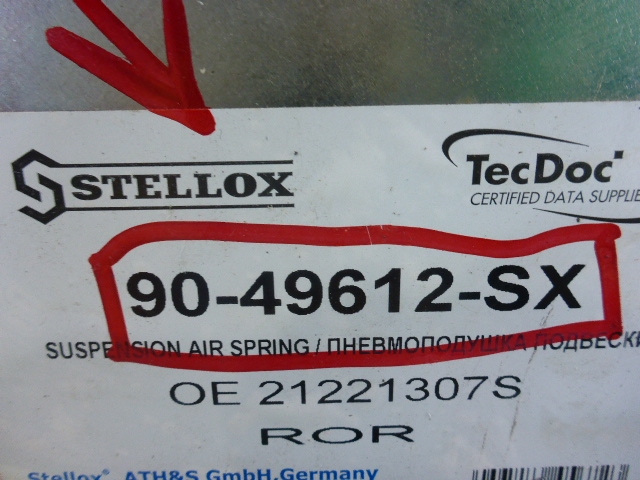 STELLOX
TecDoc
CERTIFIED DATA SUPPLIE
90-49612-SX
SUSPENSION AIR SPRING / ПНЕВМОПОДУШКА ПОДВЕСКИ
OE 21221307S
ROR
Stellox® ATH&S GmbH,Germany